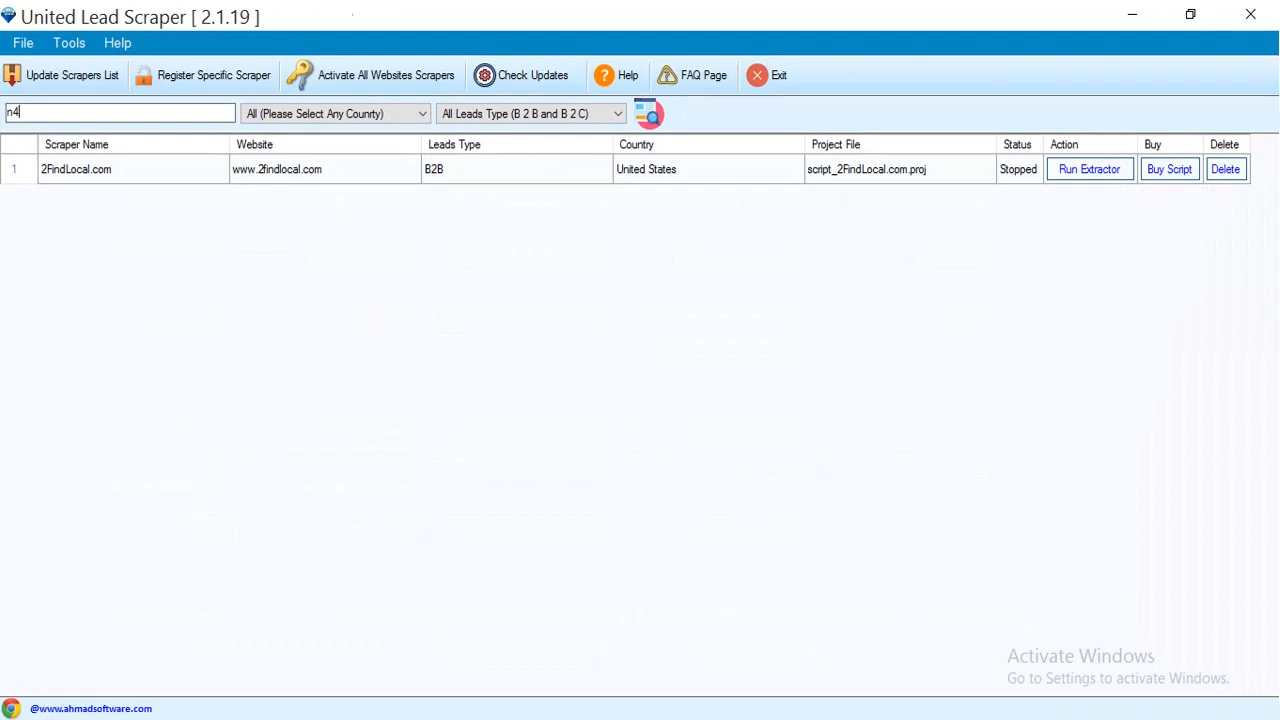 United Lead Scraper [ 2.1.19 ]
File Tools Help
Update Scrapers List Register Specific Scraper Activate All Websites Scrapers Check Updates ? Help ? FAQ Page Exit
n4 All (Please Select Any Counrty) All Leads Type (B 2 B and B 2 C)
Scraper Name Website Leads Type Country Project File Status Action Buy Delete
1 2FindLocal.com www.2findlocal.com B2B United States script_2FindLocal.com.proj Stopped Run Extractor Buy Script Delete
Activate Windows
Go to Settings to activate Windows.
@www.ahmadsoftware.com